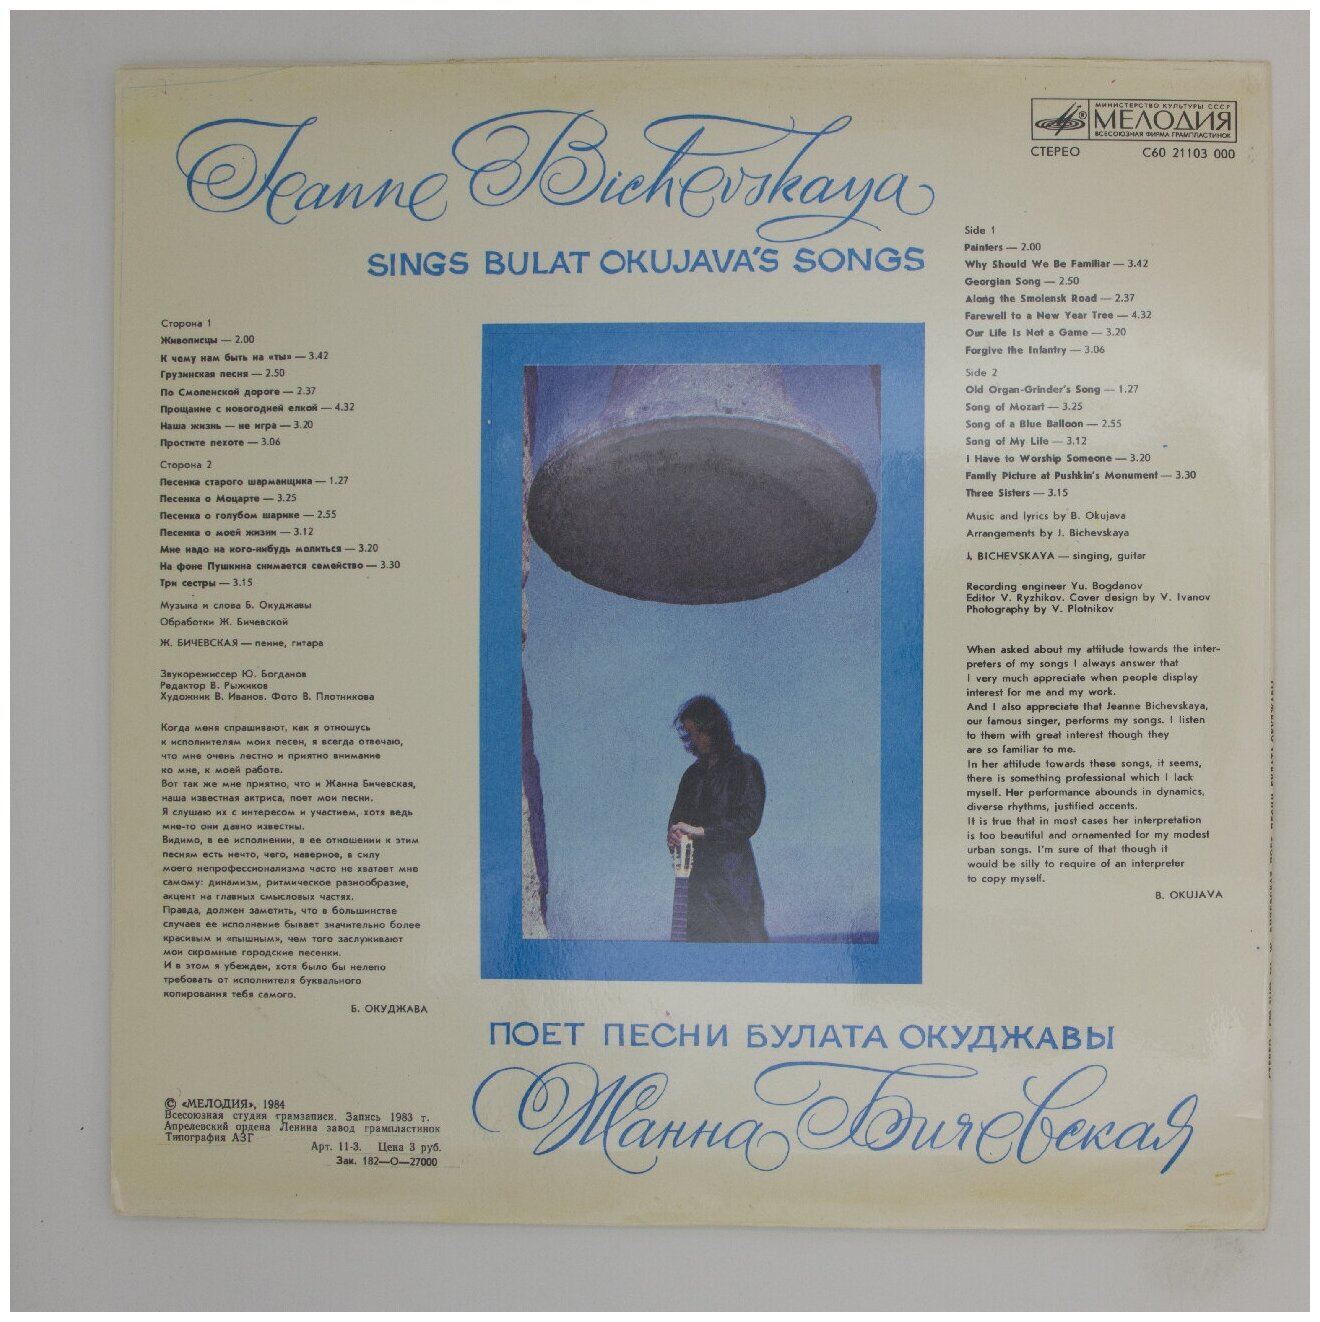 Jeanne Bichevskaya
SINGS BULAT OKUJAVA'S SONGS
МИНИСТЕРСТВО КУЛЬТУРЫ СССР
МЕЛОДИЯ
ВСЕСОЮЗНАЯ ФИРМА ГРАМПЛАСТИНОК
СТЕРЕО С60 21103 000
Сторона 1
Живописцы — 2.00
К чему нам быть на «ты» — 3.42
Грузинская песня — 2.50
По Смоленской дороге — 2.37
Прощание с новогодней елкой — 4.32
Наша жизнь — не игра — 3.20
Простите пехоте — 3.06
Сторона 2
Песенка старого шарманщика — 1.27
Песенка о Моцарте — 3.25
Песенка о голубом шарике — 2.55
Песенка о моей жизни — 3.12
Мне надо на кого-нибудь молиться — 3.20
На фоне Пушкина снимается семейство — 3.30
Три сестры — 3.15
Музыка и слова Б. Окуджавы
Обработки Ж. Бичевской
Ж. БИЧЕВСКАЯ — пение, гитара
Звукорежиссер Ю. Богданов
Редактор В. Рыжиков
Художник В. Иванов. Фото В. Плотникова
Когда меня спрашивают, как я отношусь
к исполнителям моих песен, я всегда отвечаю,
что мне очень лестно и приятно внимание
ко мне, к моей работе.
Вот так же мне приятно, что и Жанна Бичевская,
наша известная актриса, поет мои песни.
Я слушаю их с интересом и участием, хотя ведь
мне-то они давно известны.
Видимо, в ее исполнении, в ее отношении к этим
песням есть нечто, чего, наверное, в силу
моего непрофессионализма часто не хватает мне
самому: динамизм, ритмическое разнообразие,
акцент на главных смысловых частях.
Правда, должен заметить, что в большинстве
случаев ее исполнение бывает значительно более
красивым и «пышным», чем того заслуживают
мои скромные городские песенки.
И в этом я убежден, хотя было бы нелепо
требовать от исполнителя буквального
копирования тебя самого.
Б. ОКУДЖАВА
© «МЕЛОДИЯ», 1984
Всесоюзная студия грамзаписи. Запись 1983 г.
Апрелевский ордена Ленина завод грампластинок
Типография АЗГ
Арт. 11-3. Цена 3 руб.
Зак. 182—О—27000
Side 1
Painters — 2.00
Why Should We Be Familiar — 3.42
Georgian Song — 2.50
Along the Smolensk Road — 2.37
Farewell to a New Year Tree — 4.32
Our Life Is Not a Game — 3.20
Forgive the Infantry — 3.06
Side 2
Old Organ-Grinder's Song — 1.27
Song of Mozart — 3.25
Song of a Blue Balloon — 2.55
Song of My Life — 3.12
I Have to Worship Someone — 3.20
Family Picture at Pushkin's Monument — 3.30
Three Sisters — 3.15
Music and lyrics by B. Okujava
Arrangements by J. Bichevskaya
J. BICHEVSKAYA — singing, guitar
Recording engineer Yu. Bogdanov
Editor V. Ryzhikov. Cover design by V. Ivanov
Photography by V. Plotnikov
When asked about my attitude towards the inter-
preters of my songs I always answer that
I very much appreciate when people display
interest for me and my work.
And I also appreciate that Jeanne Bichevskaya,
our famous singer, performs my songs. I listen
to them with great interest though they
are so familiar to me.
In her attitude towards these songs, it seems,
there is something professional which I lack
myself. Her performance abounds in dynamics,
diverse rhythms, justified accents.
It is true that in most cases her interpretation
is too beautiful and ornamented for my modest
urban songs. I'm sure of that though it
would be silly to require of an interpreter
to copy myself.
B. OKUJAVA
ПОЕТ ПЕСНИ БУЛАТА ОКУДЖАВЫ
Жанна Бичевская